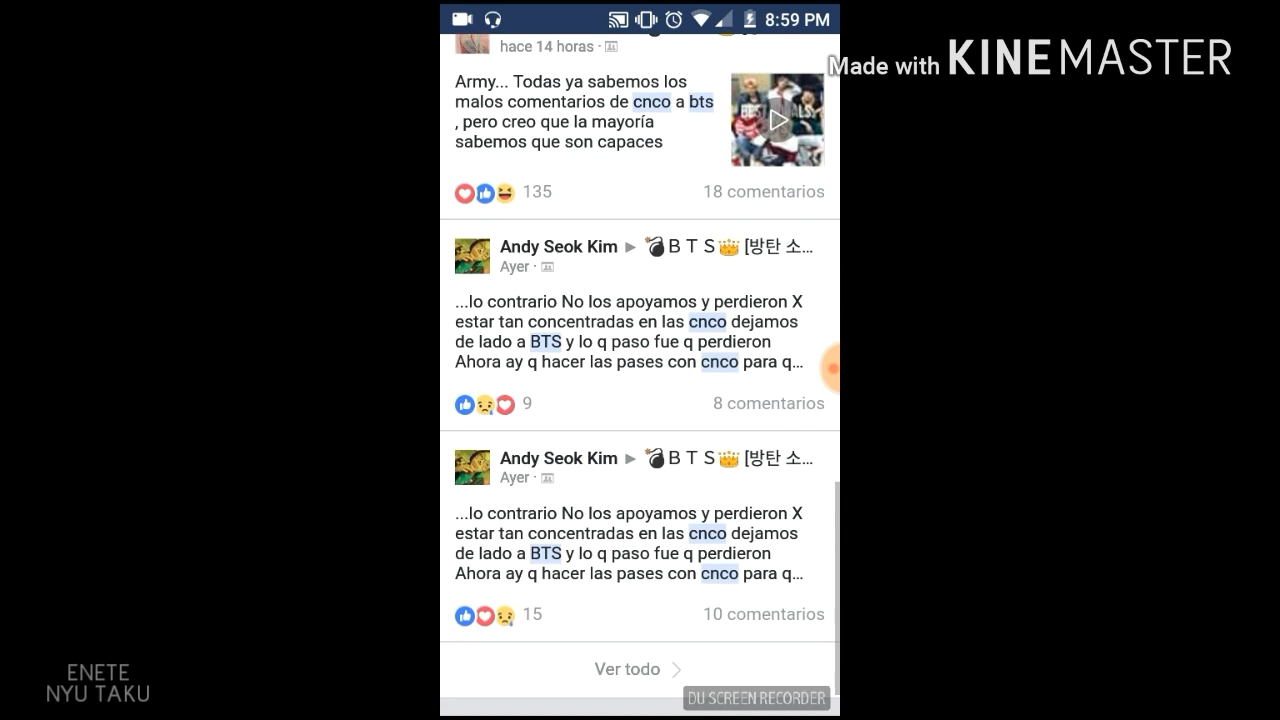 8:59 PM
Made with KINEMASTER
hace 14 horas ·
Army... Todas ya sabemos los
malos comentarios de cnco a bts
, pero creo que la mayoría
sabemos que son capaces
135
18 comentarios
Andy Seok Kim ▶ 💣ＢＴＳ👑 [방탄 소...
Ayer ·
...lo contrario No los apoyamos y perdieron X
estar tan concentradas en las cnco dejamos
de lado a BTS y lo q paso fue q perdieron
Ahora ay q hacer las pases con cnco para q...
9
8 comentarios
Andy Seok Kim ▶ 💣ＢＴＳ👑 [방탄 소...
Ayer ·
...lo contrario No los apoyamos y perdieron X
estar tan concentradas en las cnco dejamos
de lado a BTS y lo q paso fue q perdieron
Ahora ay q hacer las pases con cnco para q...
15
10 comentarios
Ver todo
DU SCREEN RECORDER
ENETE
NYU TAKU